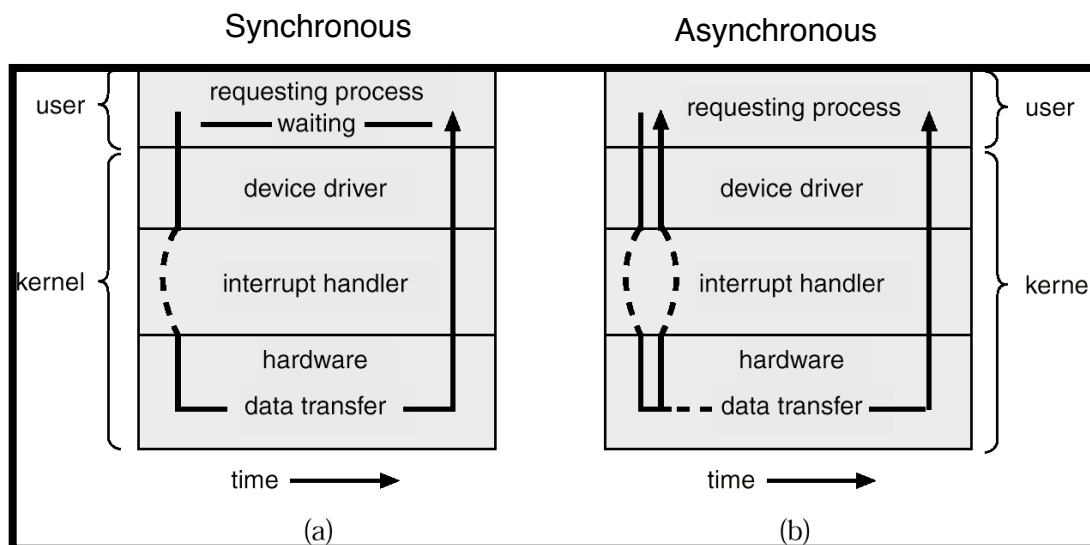 Synchronous
Asynchronous
user
requesting process
waiting
device driver
kernel
interrupt handler
hardware
data transfer
time
(a)
requesting process
user
device driver
interrupt handler
kerne
hardware
data transfer
time
(b)